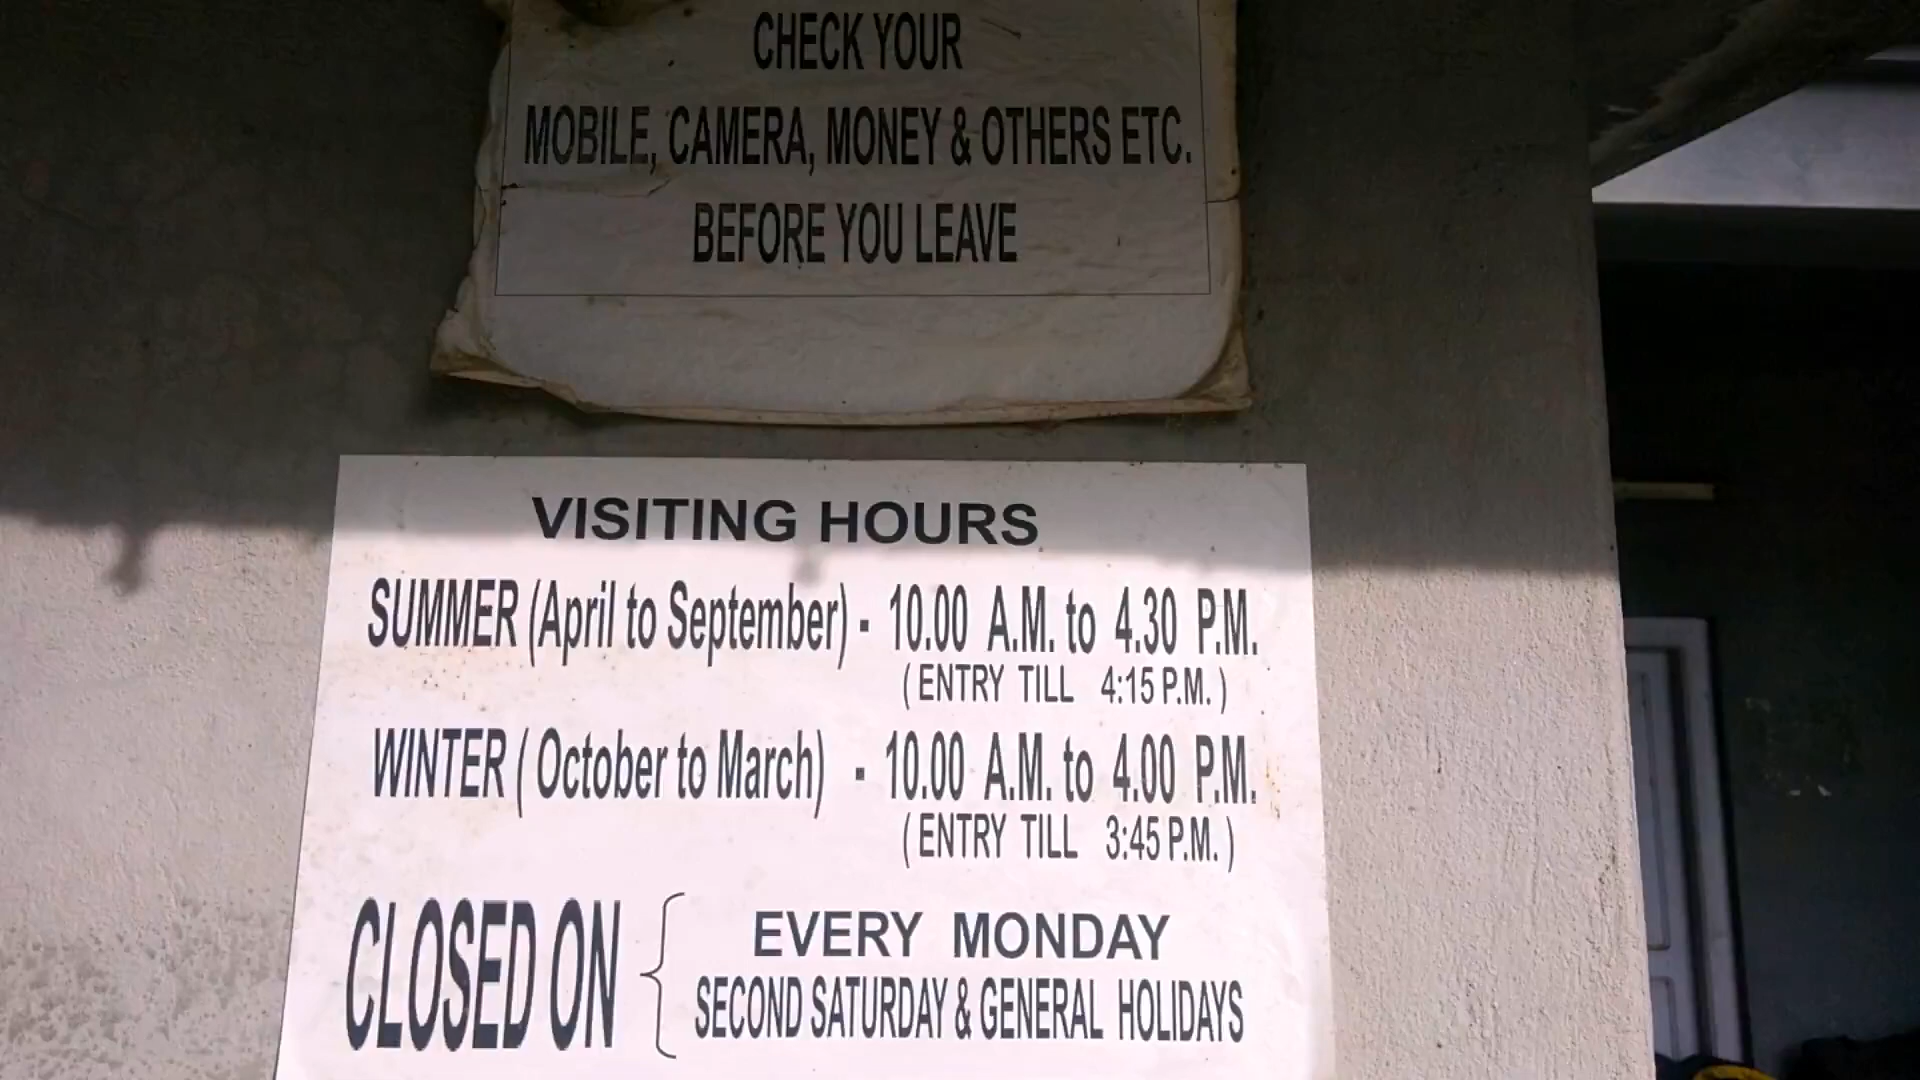 CHECK YOUR
MOBILE, CAMERA, MONEY & OTHERS ETC.
BEFORE YOU LEAVE
VISITING HOURS
SUMMER (April to September) - 10.00 A.M. to 4.30 P.M.
( ENTRY TILL 4:15 P.M. )
WINTER ( October to March) - 10.00 A.M. to 4.00 P.M.
( ENTRY TILL 3:45 P.M. )
CLOSED ON { EVERY MONDAY
SECOND SATURDAY & GENERAL HOLIDAYS